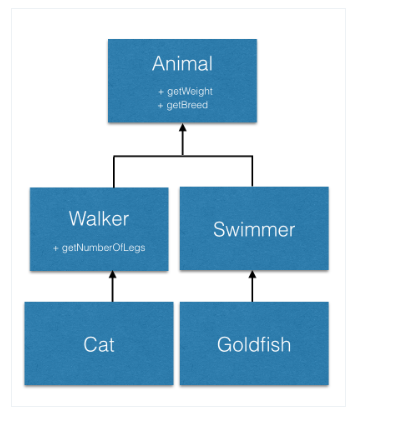 Animal
+ getWeight
+ getBreed
Walker
+ getNumberOfLegs
Swimmer
Cat
Goldfish